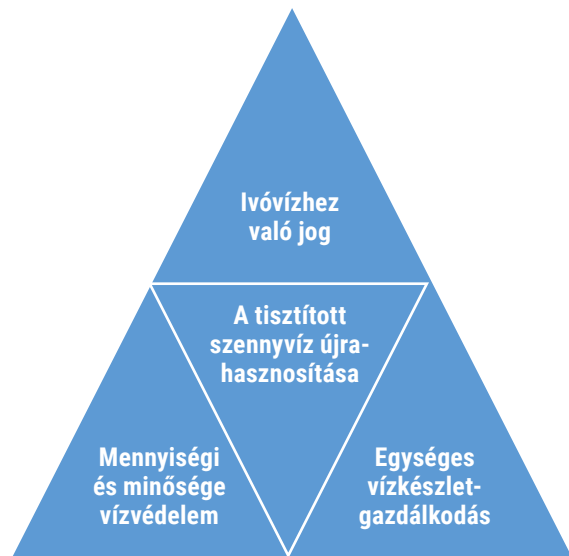 Ivóvízhez
való jog
A tisztított
szennyvíz újra-
hasznosítása
Mennyiségi
és minősége
vízvédelem
Egységes
vízkészlet-
gazdálkodás